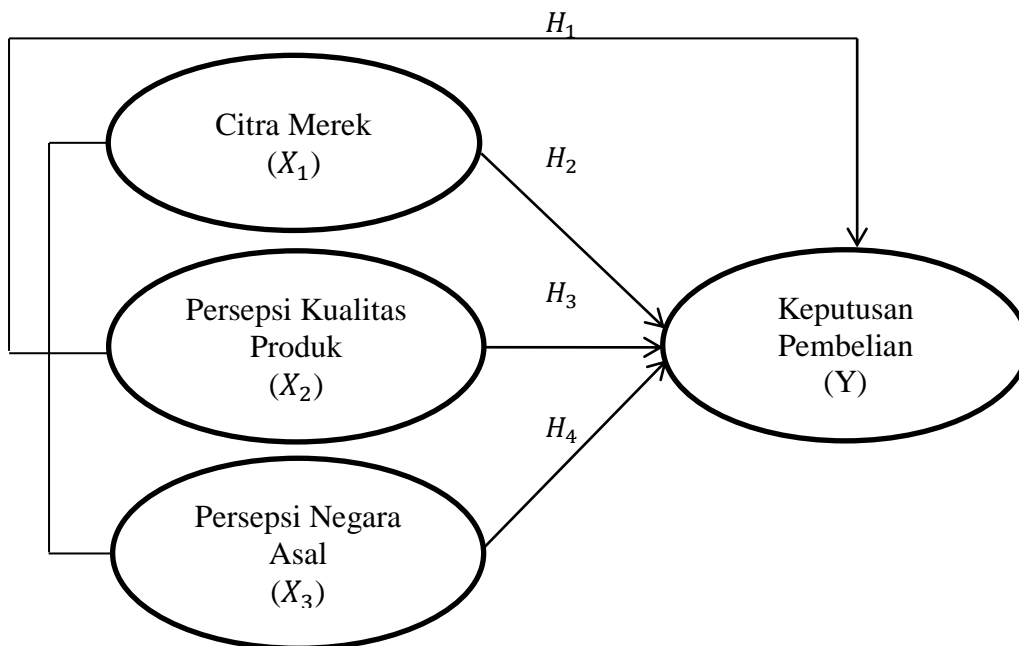 H₁
Citra Merek
(X₁)
H₂
Persepsi Kualitas
Produk
(X₂)
H₃
Keputusan
Pembelian
(Y)
H₄
Persepsi Negara
Asal
(X₃)